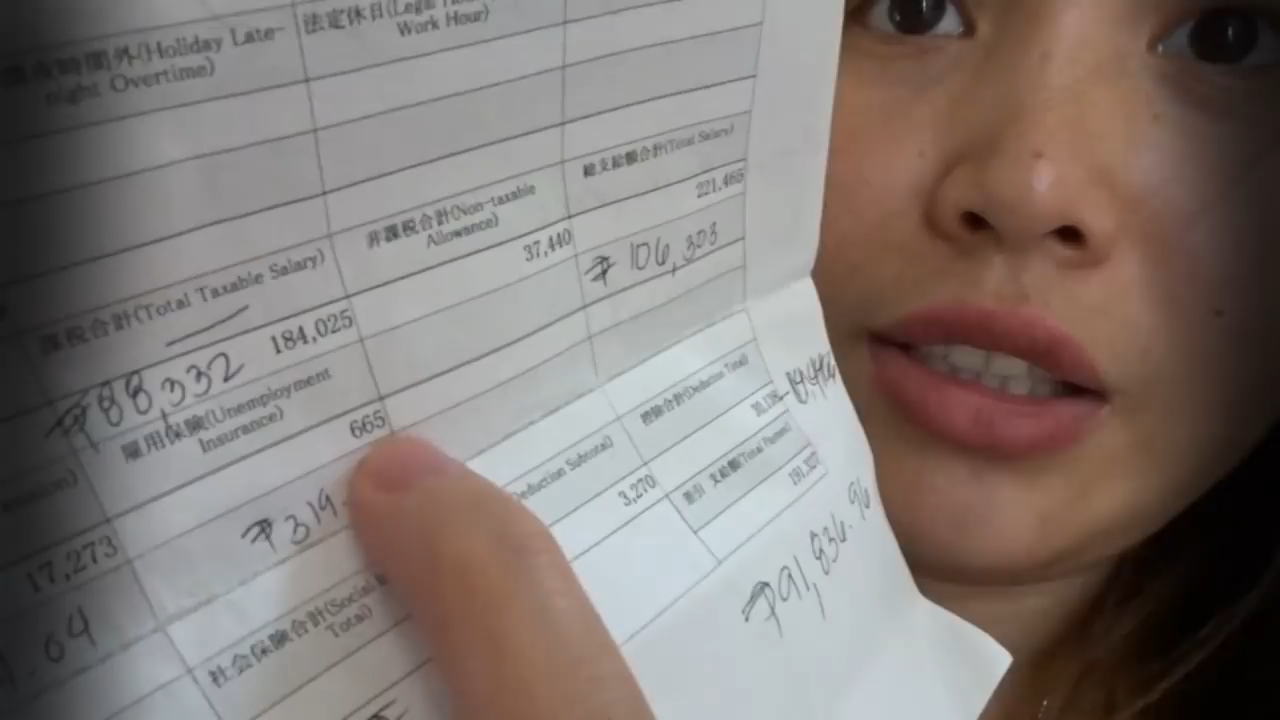 時間外(Holiday Late-
night Overtime)
法定休日(Legal
Work Hour)
総支給額合計(Total Salary)
221,465
₱ 106,303
非課税合計(Non-taxable
Allowance)
37,440
課税合計(Total Taxable Salary)
184,025
₱88,332
雇用保険(Unemployment
Insurance)
665
₱319.
17,273
.64
控除合計(Deduction Total)
Deduction Subtotal)
3,270
差引 支給額(Total Payment)
₱91,836.96
社会保険合計(Social
Total)